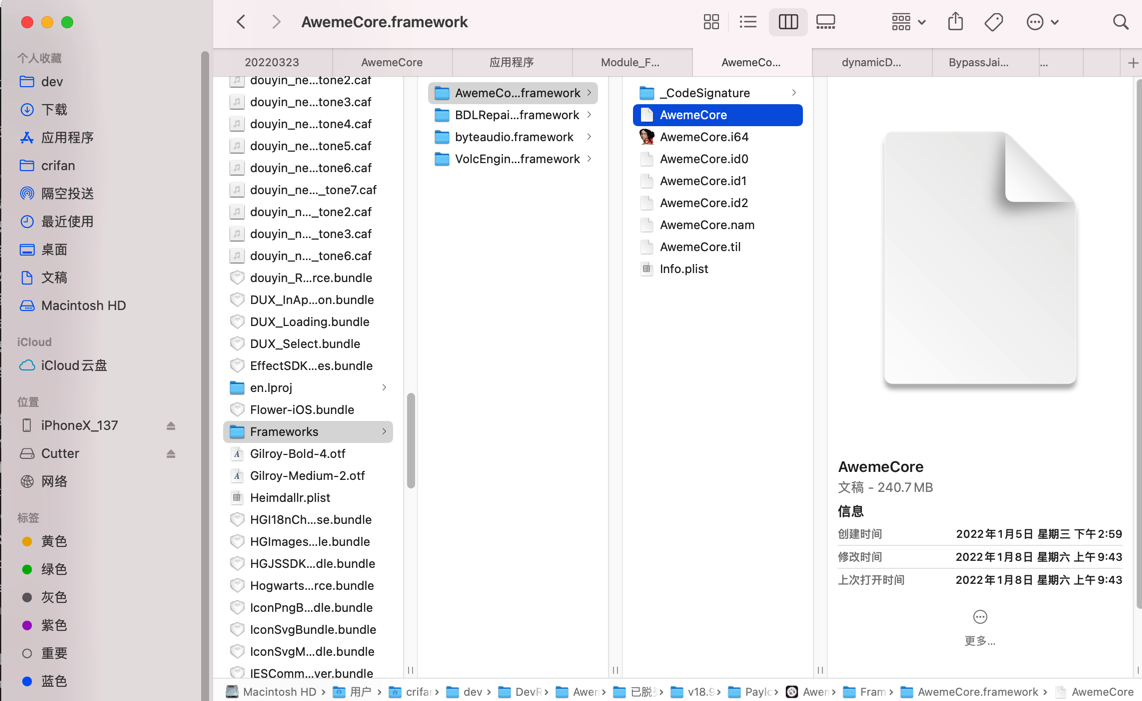 AwemeCore.framework
20220323
AwemeCore
应用程序
Module_F...
AwemeCo...
dynamicD...
BypassJai...
...
个人收藏
dev
下载
应用程序
crifan
隔空投送
最近使用
桌面
文稿
Macintosh HD
iCloud
iCloud云盘
位置
iPhoneX_137
Cutter
网络
标签
黄色
绿色
灰色
紫色
重要
蓝色
douyin_ne...tone2.caf
douyin_ne...tone3.caf
douyin_ne...tone4.caf
douyin_ne...tone5.caf
douyin_ne...tone6.caf
douyin_ne..._tone7.caf
douyin_n..._tone2.caf
douyin_n..._tone3.caf
douyin_n..._tone6.caf
douyin_R...rce.bundle
DUX_InAp...on.bundle
DUX_Loading.bundle
DUX_Select.bundle
EffectSDK...es.bundle
en.lproj
Flower-iOS.bundle
Frameworks
Gilroy-Bold-4.otf
Gilroy-Medium-2.otf
Heimdallr.plist
HGI18nCh...se.bundle
HGImages...le.bundle
HGJSSDK...dle.bundle
Hogwarts...rce.bundle
IconPngB...dle.bundle
IconSvgBundle.bundle
IconSvgM...dle.bundle
IESComm...ver.bundle
AwemeCo...framework
BDLRepai...framework
byteaudio.framework
VolcEngin...framework
_CodeSignature
AwemeCore
AwemeCore.i64
AwemeCore.id0
AwemeCore.id1
AwemeCore.id2
AwemeCore.nam
AwemeCore.til
Info.plist
AwemeCore
文稿 - 240.7 MB
信息
创建时间 2022年1月5日 星期三 下午2:59
修改时间 2022年1月8日 星期六 上午9:43
上次打开时间 2022年1月8日 星期六 上午9:43
更多...
Macintosh HD › 用户 › crifan › dev › DevR › Awem › 已脱 › v18.9 › Paylo › Awem › Fram › AwemeCore.framework › AwemeCore